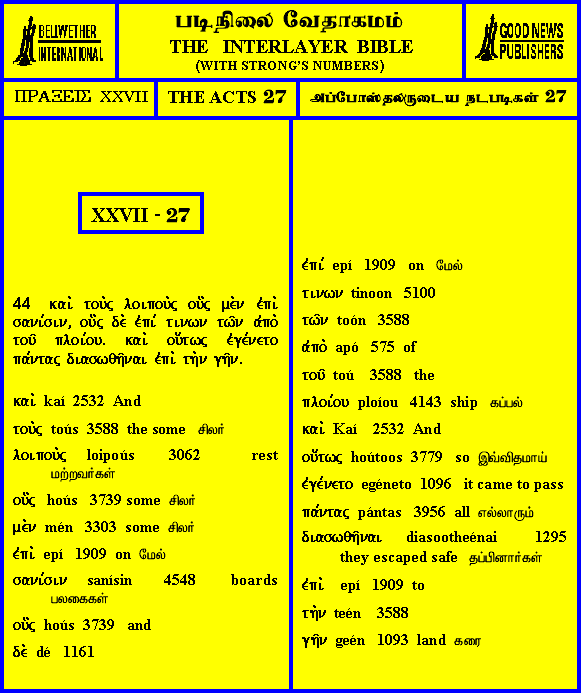 BELLWETHER
INTERNATIONAL
படிநிலை வேதாகமம்
THE INTERLAYER BIBLE
(WITH STRONG'S NUMBERS)
GOOD NEWS
PUBLISHERS
ΠΡΑΞΕΙΣ XXVII
THE ACTS 27
அப்போஸ்தலருடைய நடபடிகள் 27
XXVII - 27
44 καὶ τοὺς λοιποὺς οὓς μὲν ἐπὶ
σανίσιν, οὓς δὲ ἐπί τινων τῶν ἀπὸ
τοῦ πλοίου. καὶ οὕτως ἐγένετο
πάντας διασωθῆναι ἐπὶ τὴν γῆν.
καὶ kaí 2532 And
τοὺς toús 3588 the some சிலர்
λοιποὺς loipoús 3062 rest
மற்றவர்கள்
οὓς hoús 3739 some சிலர்
μὲν mén 3303 some சிலர்
ἐπὶ epí 1909 on மேல்
σανίσιν sanísin 4548 boards
பலகைகள்
οὓς hoús 3739 and
δὲ dé 1161
ἐπί epí 1909 on மேல்
τινων tinoon 5100
τῶν toón 3588
ἀπὸ apó 575 of
τοῦ toú 3588 the
πλοίου ploíou 4143 ship கப்பல்
καὶ Kaí 2532 And
οὕτως hoútoos 3779 so இவ்விதமாய்
ἐγένετο egéneto 1096 it came to pass
πάντας pántas 3956 all எல்லாரும்
διασωθῆναι diasootheénai 1295
they escaped safe தப்பினார்கள்
ἐπὶ epí 1909 to
τὴν teén 3588
γῆν geén 1093 land கரை